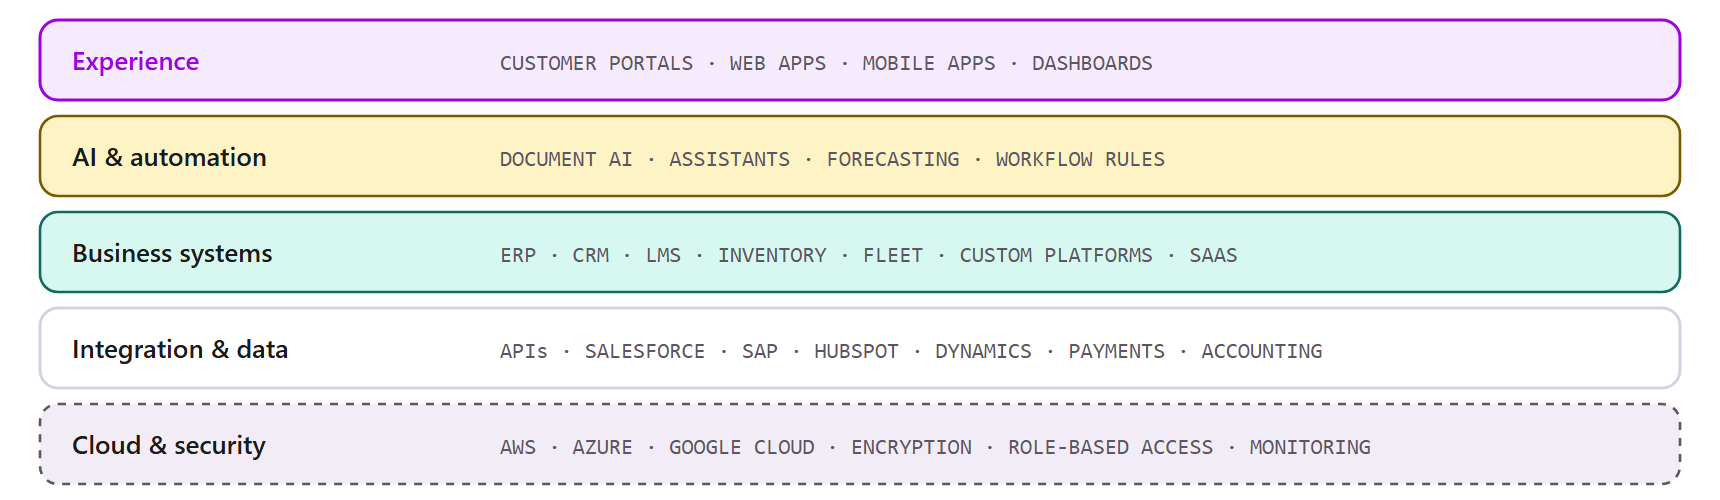 Experience CUSTOMER PORTALS · WEB APPS · MOBILE APPS · DASHBOARDS
AI & automation DOCUMENT AI · ASSISTANTS · FORECASTING · WORKFLOW RULES
Business systems ERP · CRM · LMS · INVENTORY · FLEET · CUSTOM PLATFORMS · SAAS
Integration & data APIs · SALESFORCE · SAP · HUBSPOT · DYNAMICS · PAYMENTS · ACCOUNTING
Cloud & security AWS · AZURE · GOOGLE CLOUD · ENCRYPTION · ROLE-BASED ACCESS · MONITORING